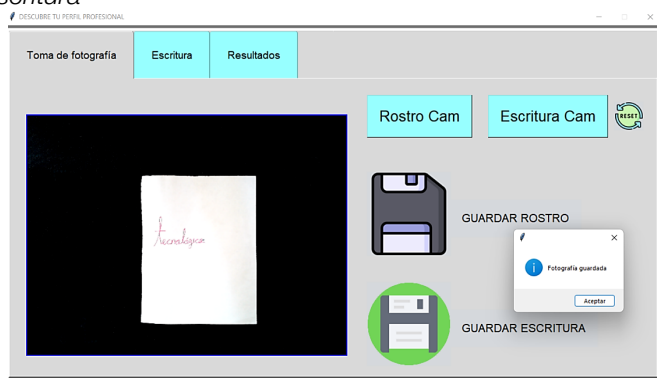 scritura
DESCUBRE TU PERFIL PROFESIONAL
Toma de fotografía
Escritura
Resultados
Rostro Cam
Escritura Cam
RESET
tecnológica
GUARDAR ROSTRO
Fotografía guardada
Aceptar
GUARDAR ESCRITURA